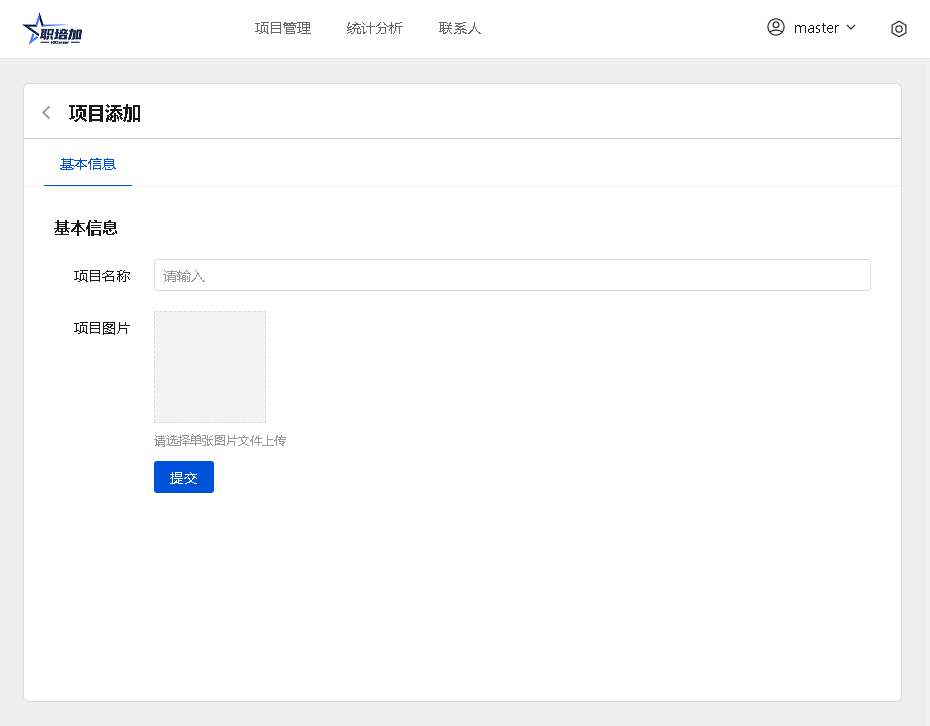 职培加
项目管理 统计分析 联系人 master
项目添加
基本信息
基本信息
项目名称 请输入
项目图片
请选择单张图片文件上传
提交